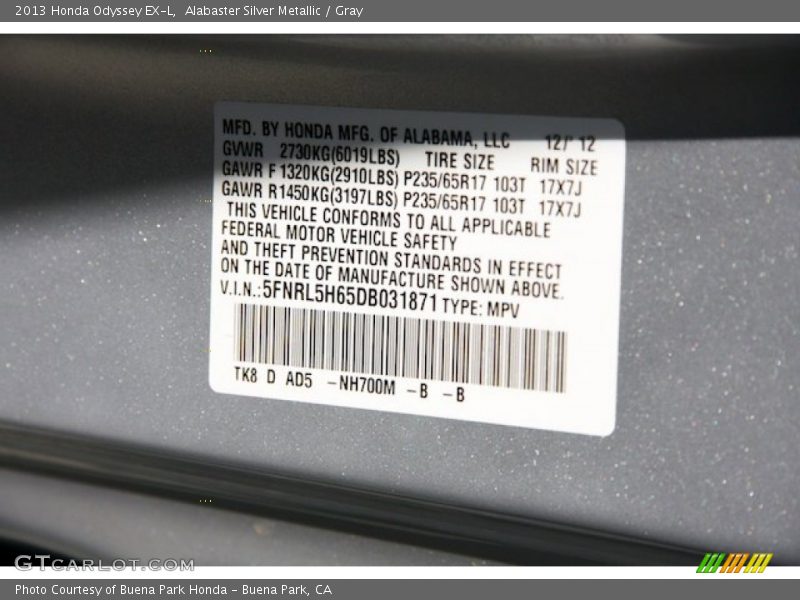 2013 Honda Odyssey EX-L,  Alabaster Silver Metallic / Gray
MFD. BY HONDA MFG. OF ALABAMA, LLC 12/' 12
GVWR 2730KG(6019LBS) TIRE SIZE RIM SIZE
GAWR F 1320KG(2910LBS) P235/65R17 103T 17X7J
GAWR R1450KG(3197LBS) P235/65R17 103T 17X7J
THIS VEHICLE CONFORMS TO ALL APPLICABLE
FEDERAL MOTOR VEHICLE SAFETY
AND THEFT PREVENTION STANDARDS IN EFFECT
ON THE DATE OF MANUFACTURE SHOWN ABOVE.
V.I.N.:5FNRL5H65DB031871 TYPE: MPV
TK8 D AD5 -NH700M -B -B
GTCARLOT.COM
Photo Courtesy of Buena Park Honda - Buena Park, CA